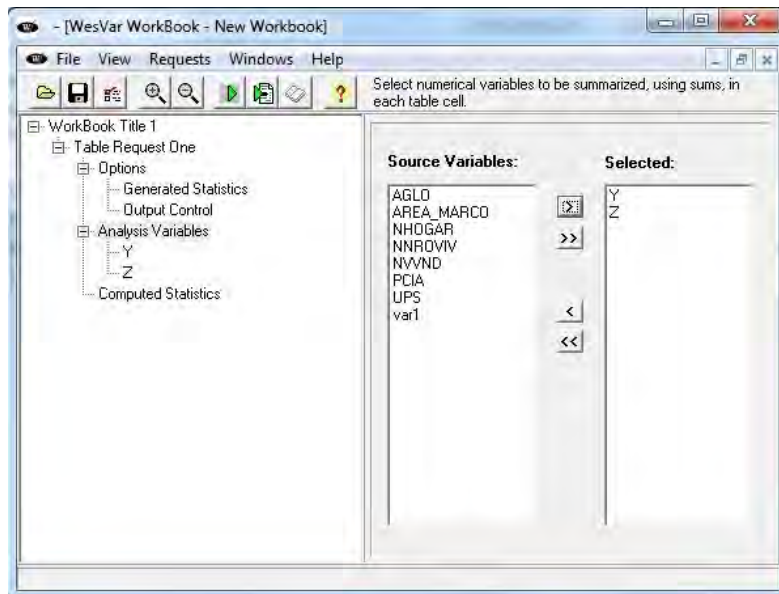 - [WesVar WorkBook - New Workbook]
File View Requests Windows Help
Select numerical variables to be summarized, using sums, in
each table cell.
WorkBook Title 1
Table Request One
Options
Generated Statistics
Output Control
Analysis Variables
Y
Z
Computed Statistics
Source Variables:
AGLO
AREA_MARCO
NHOGAR
NNROVIV
NVVND
PCIA
UPS
var1
>
>>
<
<<
Selected:
Y
Z